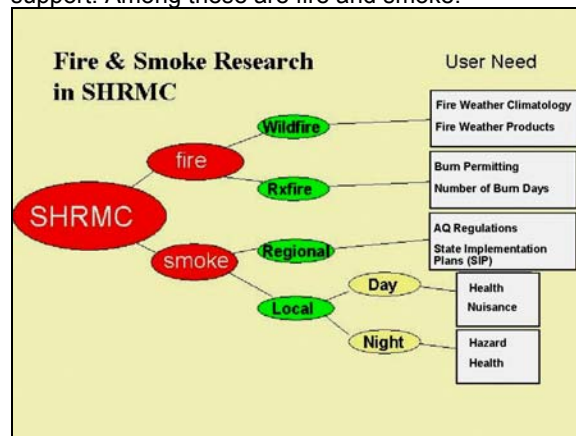 support. Among these are fire and smoke.
Fire & Smoke Research
in SHRMC
User Need
SHRMC
fire
smoke
Wildfire
Rxfire
Regional
Local
Day
Night
Fire Weather Climatology
Fire Weather Products
Burn Permitting
Number of Burn Days
AQ Regulations
State Implementation
Plans (SIP)
Health
Nuisance
Hazard
Health